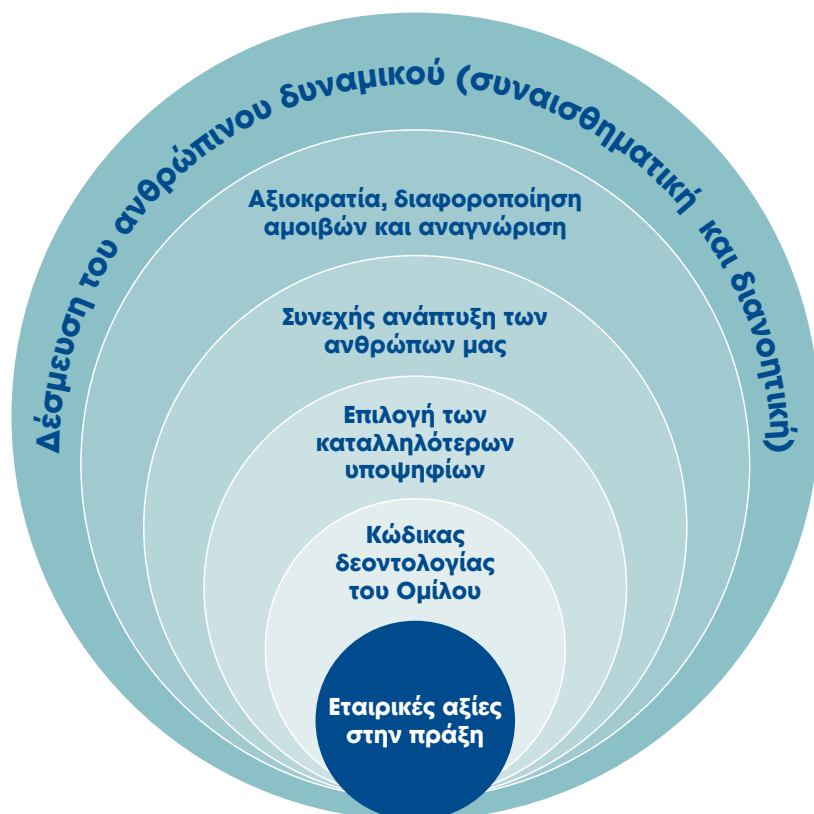 Δέσμευση του ανθρώπινου δυναμικού (συναισθηματική και διανοητική)
Αξιοκρατία, διαφοροποίηση
αμοιβών και αναγνώριση
Συνεχής ανάπτυξη των
ανθρώπων μας
Επιλογή των
καταλληλότερων
υποψηφίων
Κώδικας
δεοντολογίας
του Ομίλου
Εταιρικές αξίες
στην πράξη